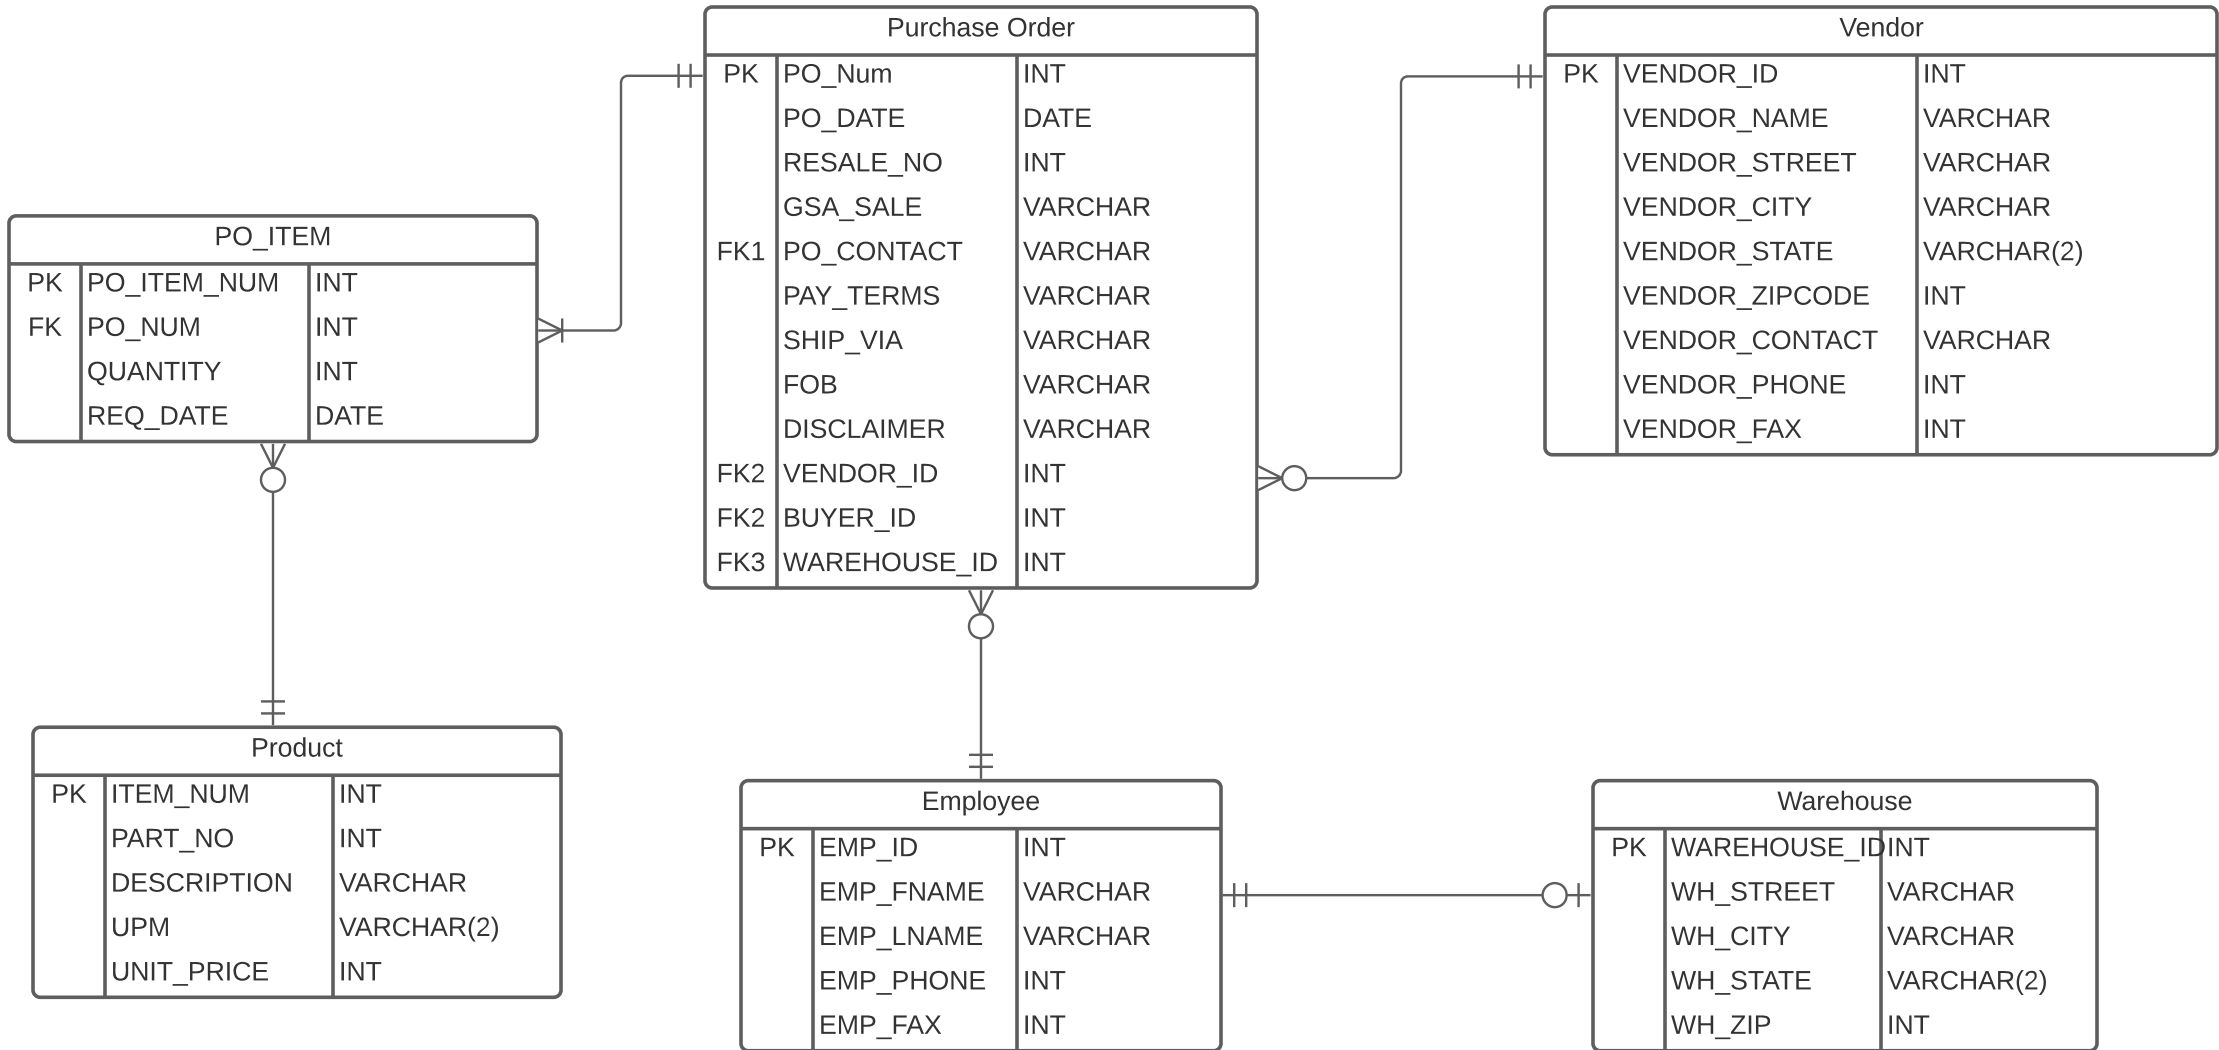 Purchase Order
PK PO_Num INT
PO_DATE DATE
RESALE_NO INT
GSA_SALE VARCHAR
FK1 PO_CONTACT VARCHAR
PAY_TERMS VARCHAR
SHIP_VIA VARCHAR
FOB VARCHAR
DISCLAIMER VARCHAR
FK2 VENDOR_ID INT
FK2 BUYER_ID INT
FK3 WAREHOUSE_ID INT
Vendor
PK VENDOR_ID INT
VENDOR_NAME VARCHAR
VENDOR_STREET VARCHAR
VENDOR_CITY VARCHAR
VENDOR_STATE VARCHAR(2)
VENDOR_ZIPCODE INT
VENDOR_CONTACT VARCHAR
VENDOR_PHONE INT
VENDOR_FAX INT
PO_ITEM
PK PO_ITEM_NUM INT
FK PO_NUM INT
QUANTITY INT
REQ_DATE DATE
Product
PK ITEM_NUM INT
PART_NO INT
DESCRIPTION VARCHAR
UPM VARCHAR(2)
UNIT_PRICE INT
Employee
PK EMP_ID INT
EMP_FNAME VARCHAR
EMP_LNAME VARCHAR
EMP_PHONE INT
EMP_FAX INT
Warehouse
PK WAREHOUSE_ID INT
WH_STREET VARCHAR
WH_CITY VARCHAR
WH_STATE VARCHAR(2)
WH_ZIP INT